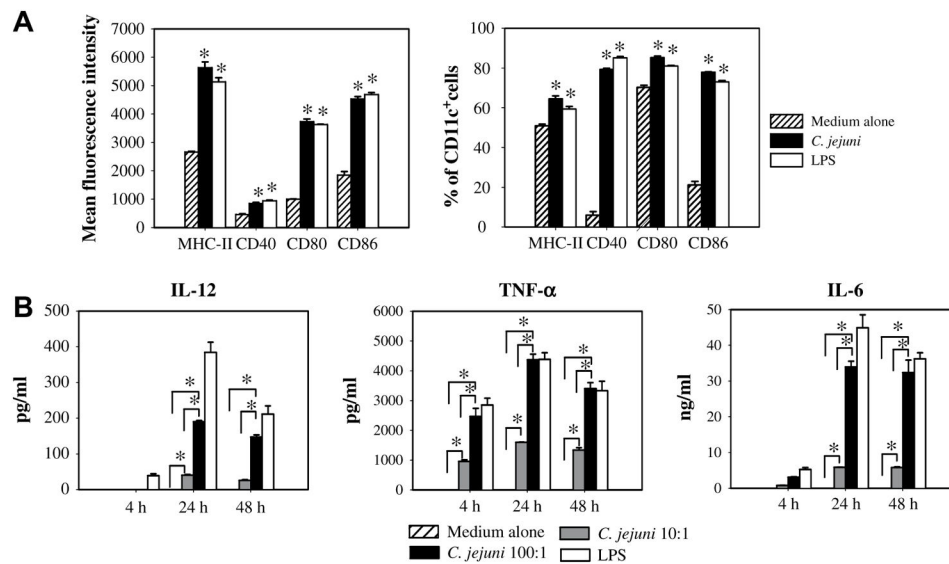 A
Mean fluorescence intensity
7000
6000
5000
4000
3000
2000
1000
0
* * * * * * * *
MHC-II CD40 CD80 CD86
% of CD11c+cells
100
80
60
40
20
0
* * * * * * * *
MHC-II CD40 CD80 CD86
Medium alone
C. jejuni
LPS
B
IL-12
pg/ml
500
400
300
200
100
0
* * * * *
4 h 24 h 48 h
TNF-α
pg/ml
6000
5000
4000
3000
2000
1000
0
* * * * * * * * *
4 h 24 h 48 h
IL-6
ng/ml
50
40
30
20
10
0
* * * * * *
4 h 24 h 48 h
Medium alone C. jejuni 10:1
C. jejuni 100:1 LPS